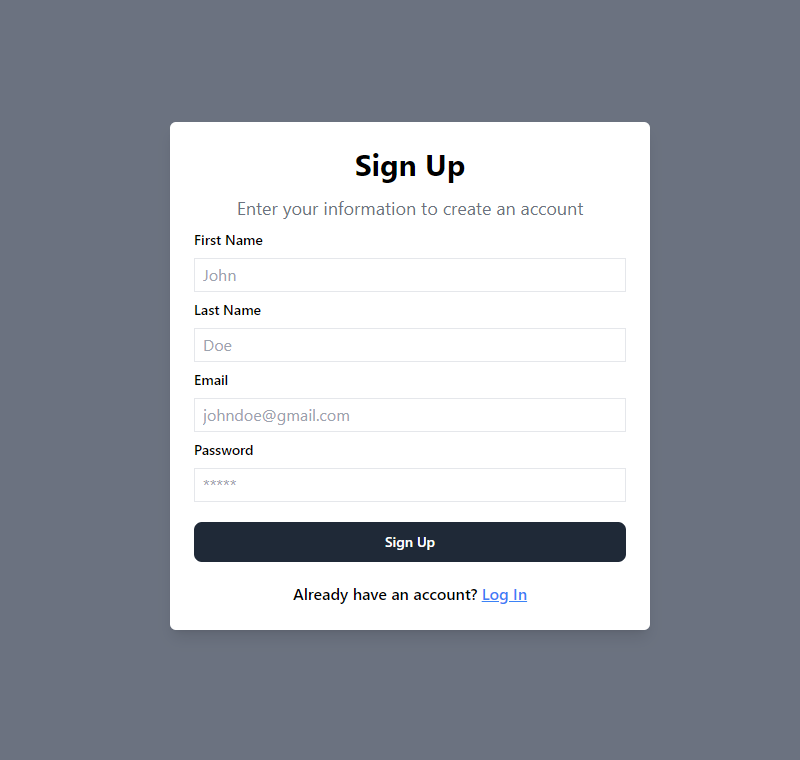 Sign Up
Enter your information to create an account
First Name
John
Last Name
Doe
Email
johndoe@gmail.com
Password
*****
Sign Up
Already have an account? Log In